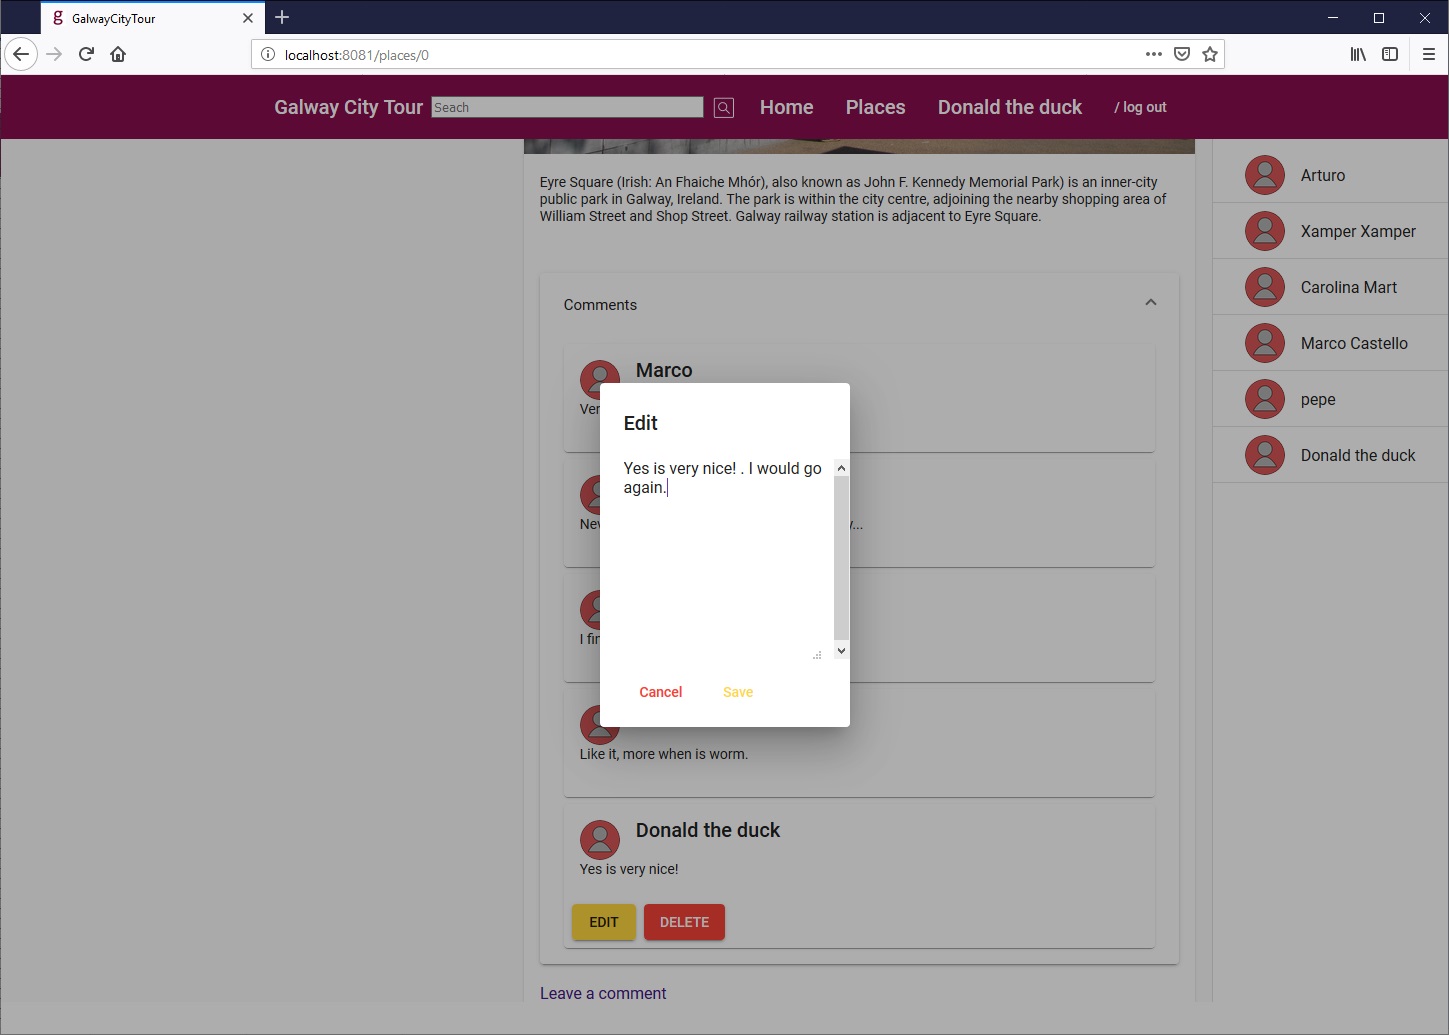 g GalwayCityTour
localhost:8081/places/0
Galway City Tour Seach Home Places Donald the duck / log out
Eyre Square (Irish: An Fhaiche Mhór), also known as John F. Kennedy Memorial Park) is an inner-city
public park in Galway, Ireland. The park is within the city centre, adjoining the nearby shopping area of
William Street and Shop Street. Galway railway station is adjacent to Eyre Square.
Comments
Marco
Edit
Yes is very nice! . I would go
again.
Cancel Save
Like it, more when is worm.
Donald the duck
Yes is very nice!
EDIT DELETE
Leave a comment
Arturo
Xamper Xamper
Carolina Mart
Marco Castello
pepe
Donald the duck